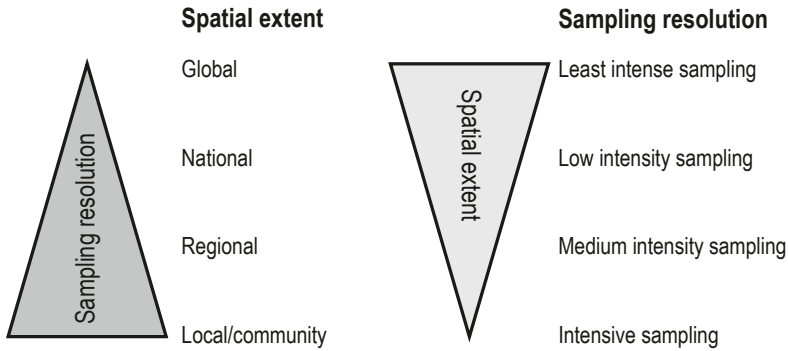 Spatial extent
Sampling resolution
Global
National
Regional
Local/community
Sampling resolution
Spatial extent
Least intense sampling
Low intensity sampling
Medium intensity sampling
Intensive sampling